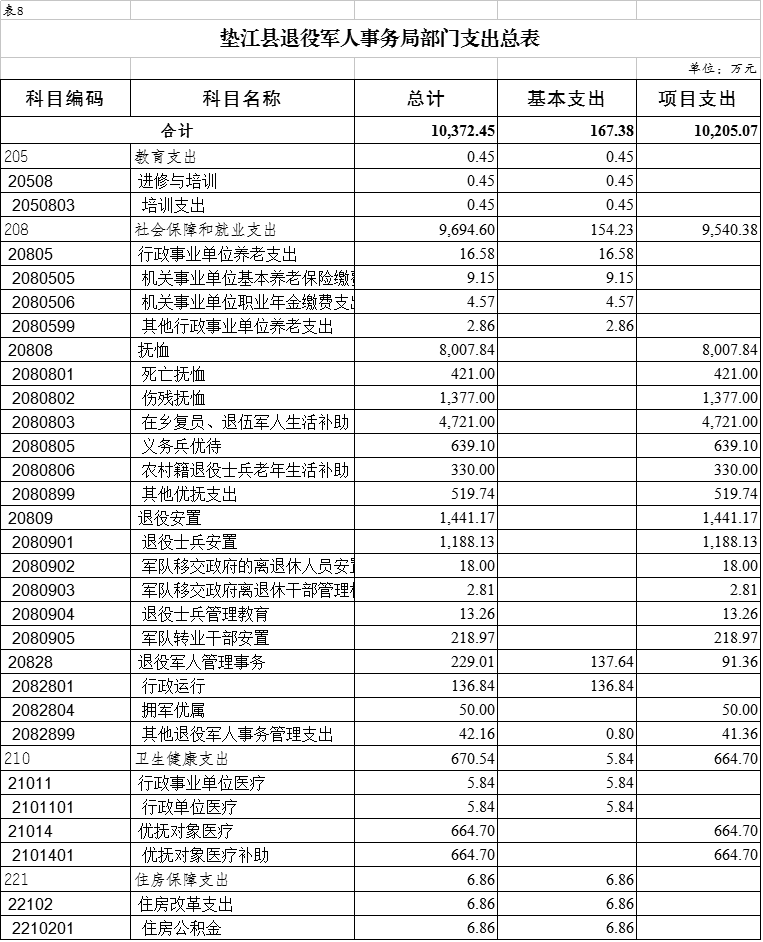 表8
垫江县退役军人事务局部门支出总表
单位：万元
科目编码 科目名称 总计 基本支出 项目支出
合计 10,372.45 167.38 10,205.07
205 教育支出 0.45 0.45
20508 进修与培训 0.45 0.45
2050803 培训支出 0.45 0.45
208 社会保障和就业支出 9,694.60 154.23 9,540.38
20805 行政事业单位养老支出 16.58 16.58
2080505 机关事业单位基本养老保险缴 9.15 9.15
2080506 机关事业单位职业年金缴费支 4.57 4.57
2080599 其他行政事业单位养老支出 2.86 2.86
20808 抚恤 8,007.84 8,007.84
2080801 死亡抚恤 421.00 421.00
2080802 伤残抚恤 1,377.00 1,377.00
2080803 在乡复员、退伍军人生活补助 4,721.00 4,721.00
2080805 义务兵优待 639.10 639.10
2080806 农村籍退役士兵老年生活补助 330.00 330.00
2080899 其他优抚支出 519.74 519.74
20809 退役安置 1,441.17 1,441.17
2080901 退役士兵安置 1,188.13 1,188.13
2080902 军队移交政府的离退休人员安 18.00 18.00
2080903 军队移交政府离退休干部管理 2.81 2.81
2080904 退役士兵管理教育 13.26 13.26
2080905 军队转业干部安置 218.97 218.97
20828 退役军人管理事务 229.01 137.64 91.36
2082801 行政运行 136.84 136.84
2082804 拥军优属 50.00 50.00
2082899 其他退役军人事务管理支出 42.16 0.80 41.36
210 卫生健康支出 670.54 5.84 664.70
21011 行政事业单位医疗 5.84 5.84
2101101 行政单位医疗 5.84 5.84
21014 优抚对象医疗 664.70 664.70
2101401 优抚对象医疗补助 664.70 664.70
221 住房保障支出 6.86 6.86
22102 住房改革支出 6.86 6.86
2210201 住房公积金 6.86 6.86